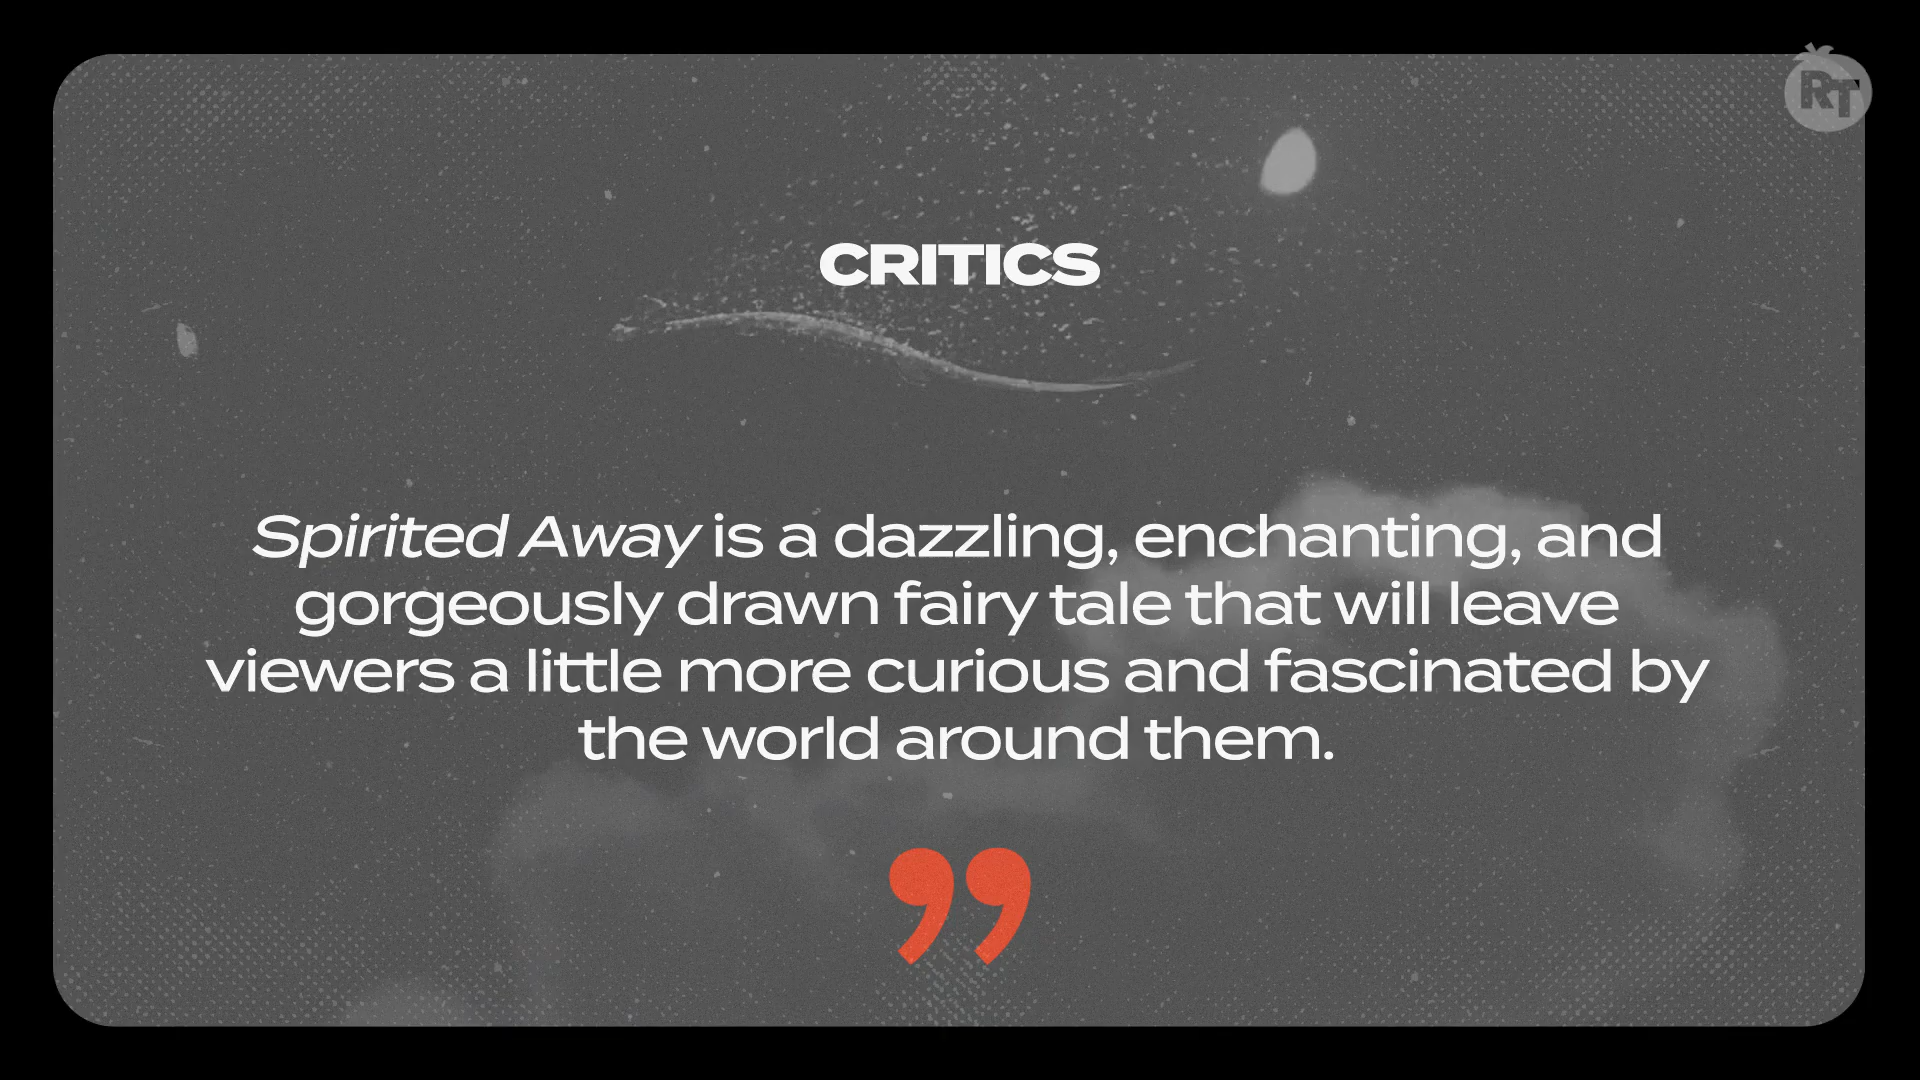 RT
CRITICS
Spirited Away is a dazzling, enchanting, and
gorgeously drawn fairy tale that will leave
viewers a little more curious and fascinated by
the world around them.
”